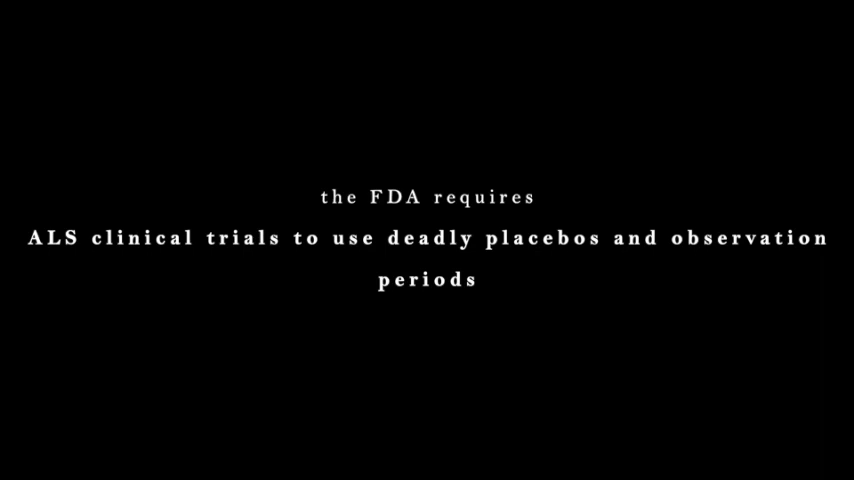 the FDA requires
ALS clinical trials to use deadly placebos and observation
periods